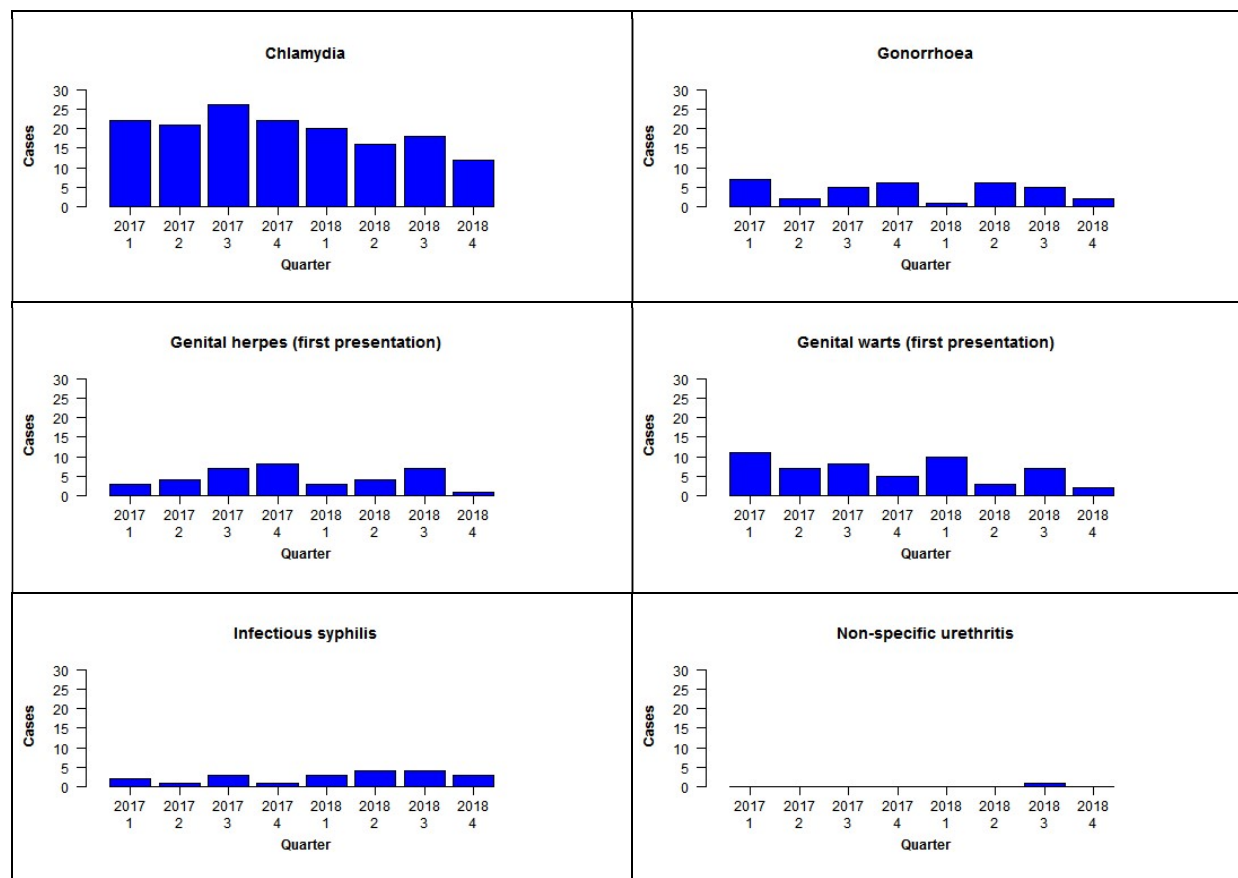 Chlamydia
30
25
20
15
10
5
0
Cases
2017 2017 2017 2017 2018 2018 2018 2018
1 2 3 4 1 2 3 4
Quarter
Gonorrhoea
30
25
20
15
10
5
0
Cases
2017 2017 2017 2017 2018 2018 2018 2018
1 2 3 4 1 2 3 4
Quarter
Genital herpes (first presentation)
30
25
20
15
10
5
0
Cases
2017 2017 2017 2017 2018 2018 2018 2018
1 2 3 4 1 2 3 4
Quarter
Genital warts (first presentation)
30
25
20
15
10
5
0
Cases
2017 2017 2017 2017 2018 2018 2018 2018
1 2 3 4 1 2 3 4
Quarter
Infectious syphilis
30
25
20
15
10
5
0
Cases
2017 2017 2017 2017 2018 2018 2018 2018
1 2 3 4 1 2 3 4
Quarter
Non-specific urethritis
30
25
20
15
10
5
0
Cases
2017 2017 2017 2017 2018 2018 2018 2018
1 2 3 4 1 2 3 4
Quarter